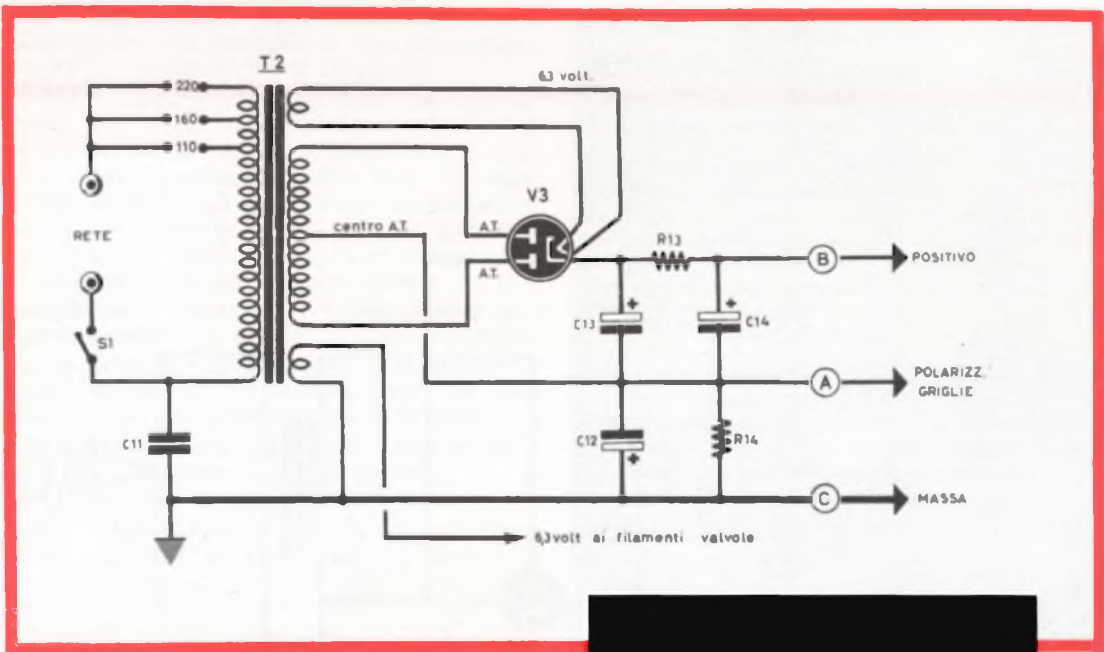 T2
220
160
110
RETE
S1
C11
6,3 volt.
centro A.T.
A.T.
A.T.
V3
R13
C13
C14
C12
R14
B
POSITIVO
A
POLARIZZ.
GRIGLIE
C
MASSA
6,3 volt ai filamenti valvole